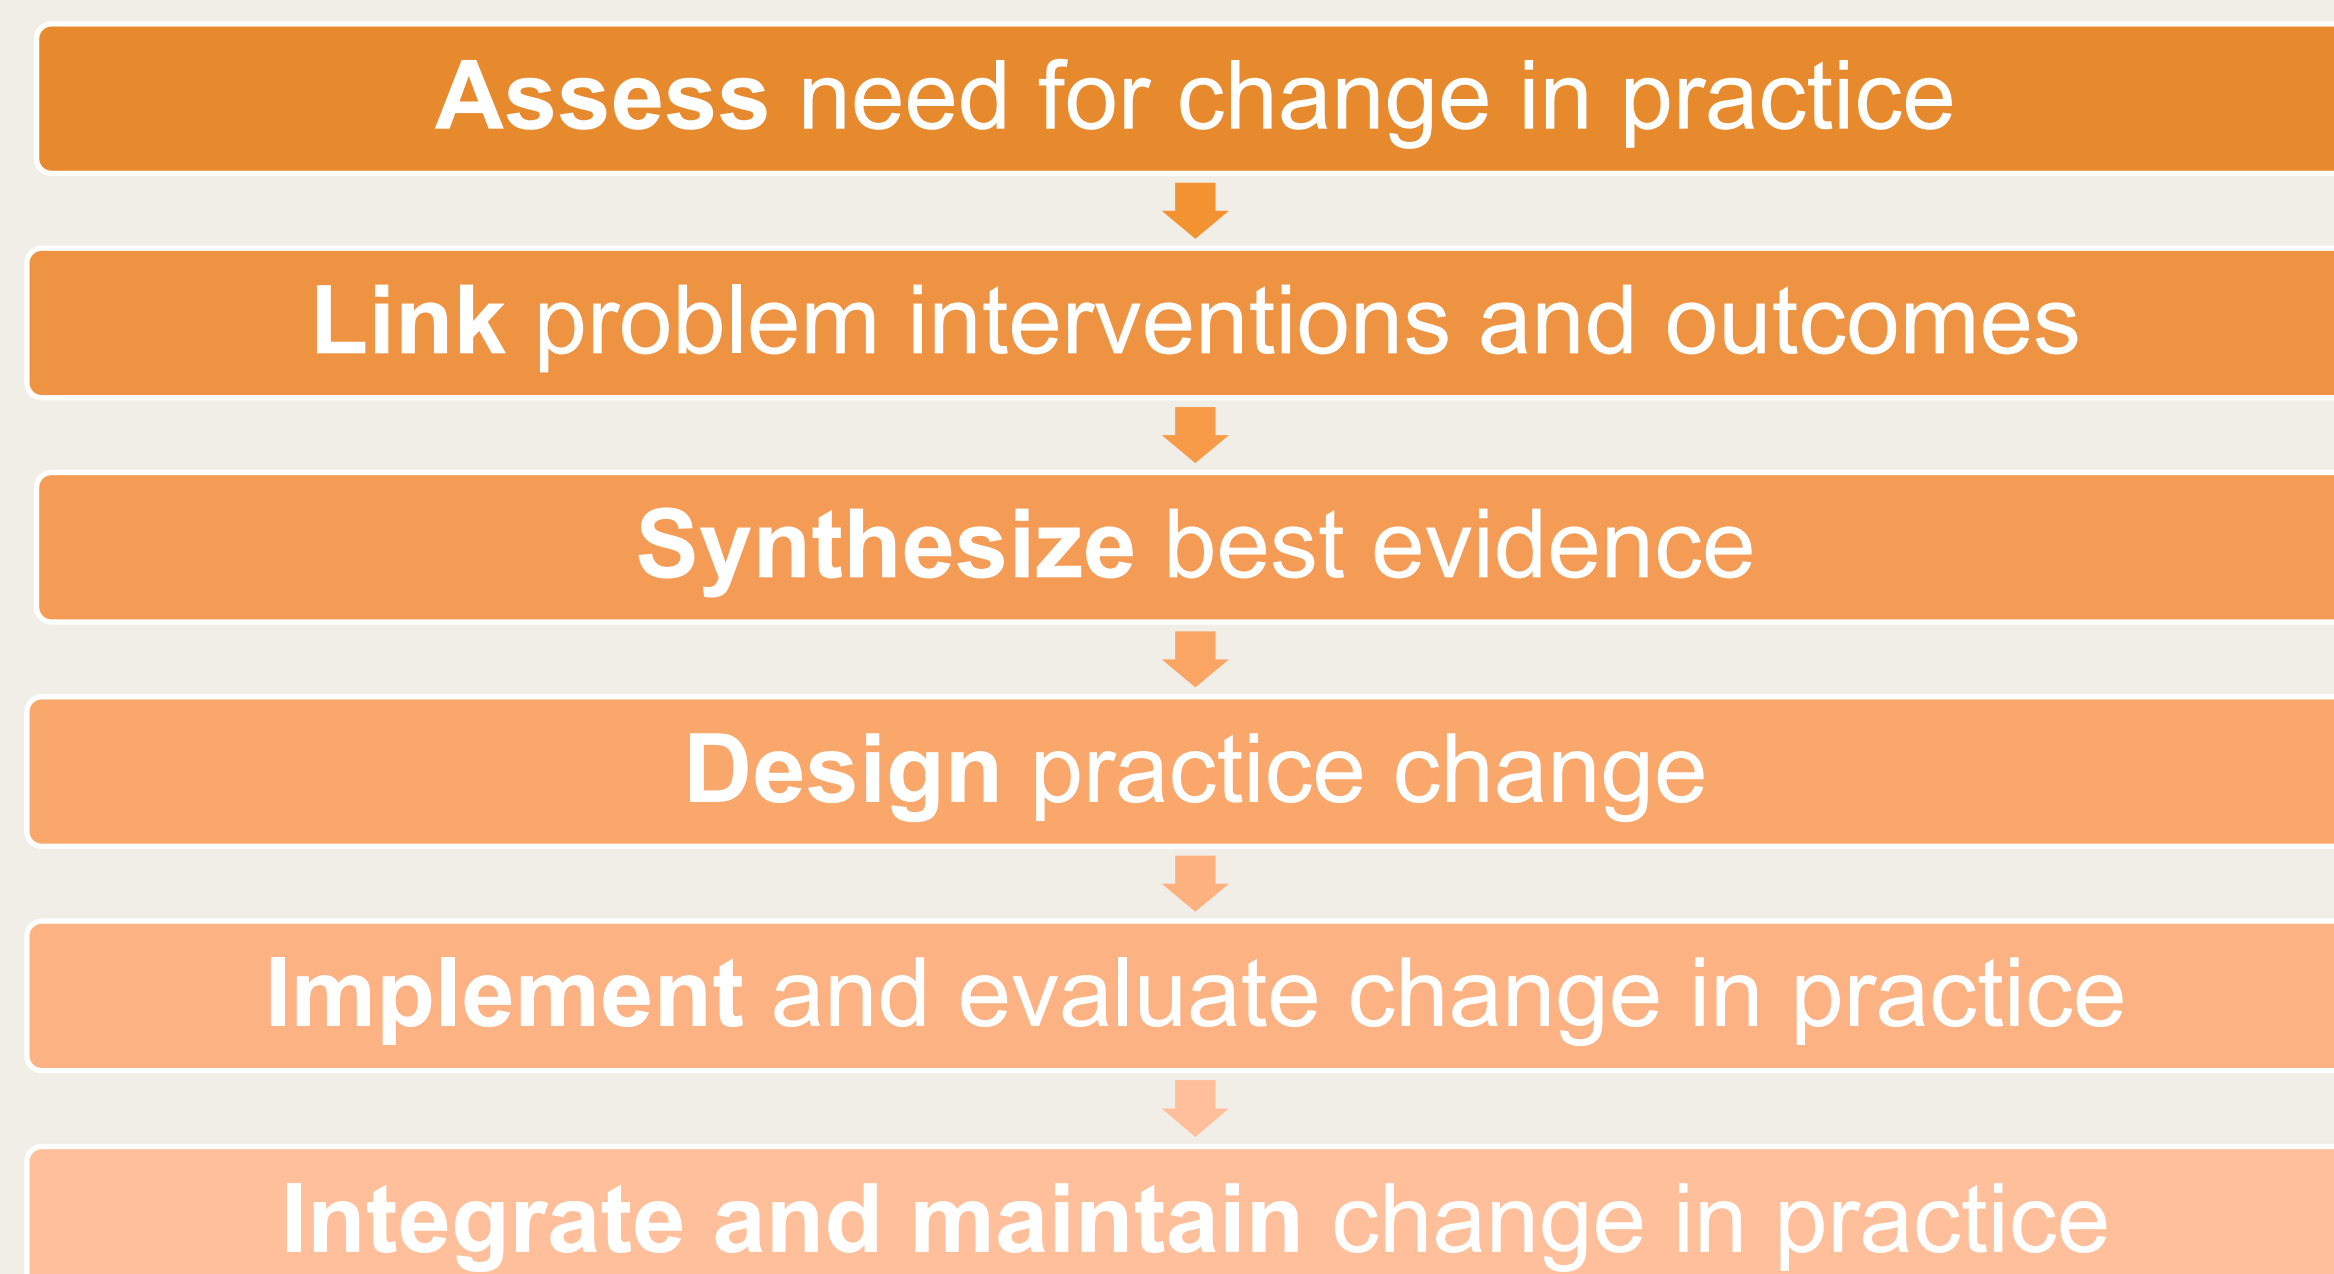 Assess need for change in practice
Link problem interventions and outcomes
Synthesize best evidence
Design practice change
Implement and evaluate change in practice
Integrate and maintain change in practice